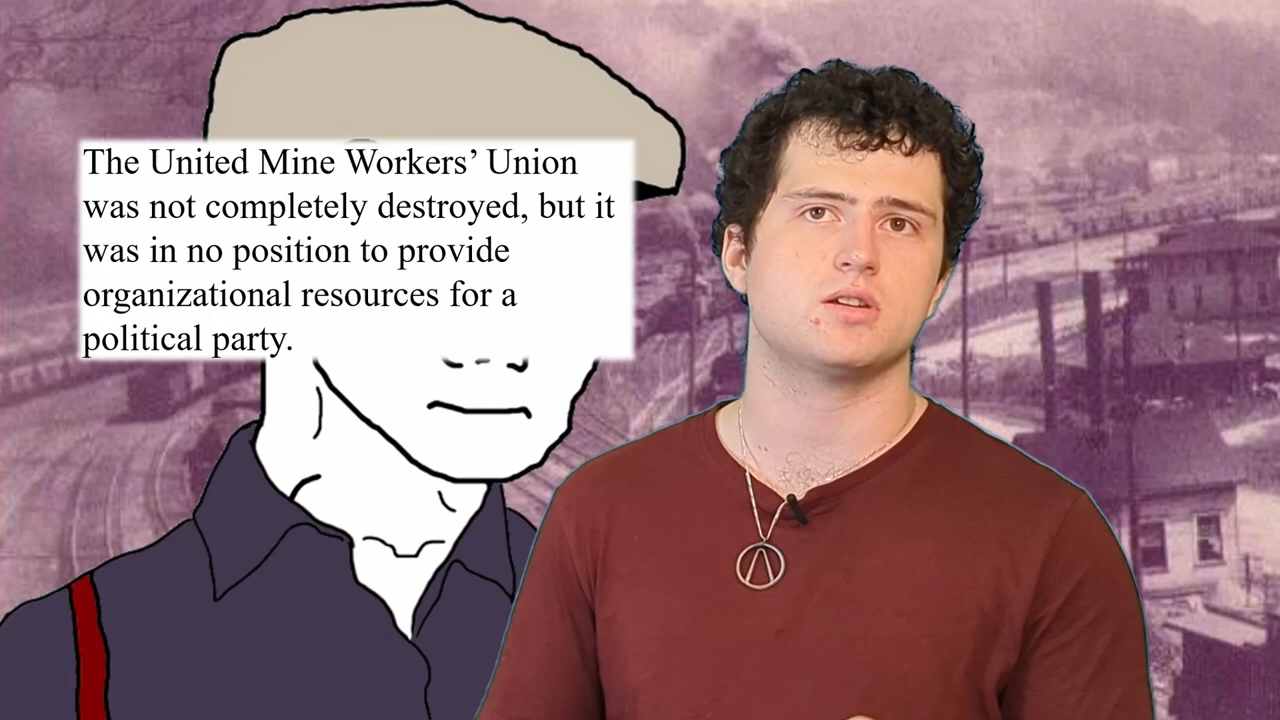 The United Mine Workers’ Union
was not completely destroyed, but it
was in no position to provide
organizational resources for a
political party.